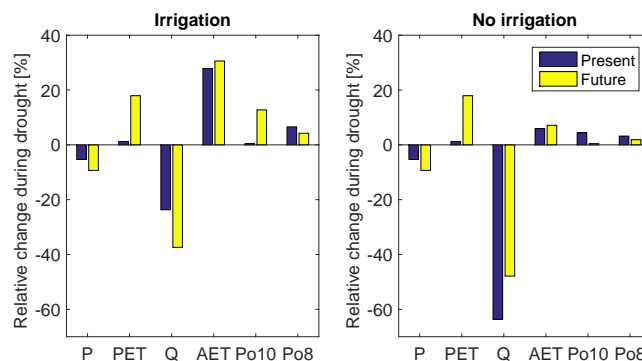 Irrigation
No irrigation
Relative change during drought [%]
40
20
0
-20
-40
-60
P PET Q AET Po10 Po8
Relative change during drought [%]
40
20
0
-20
-40
-60
P PET Q AET Po10 Po8
Present
Future